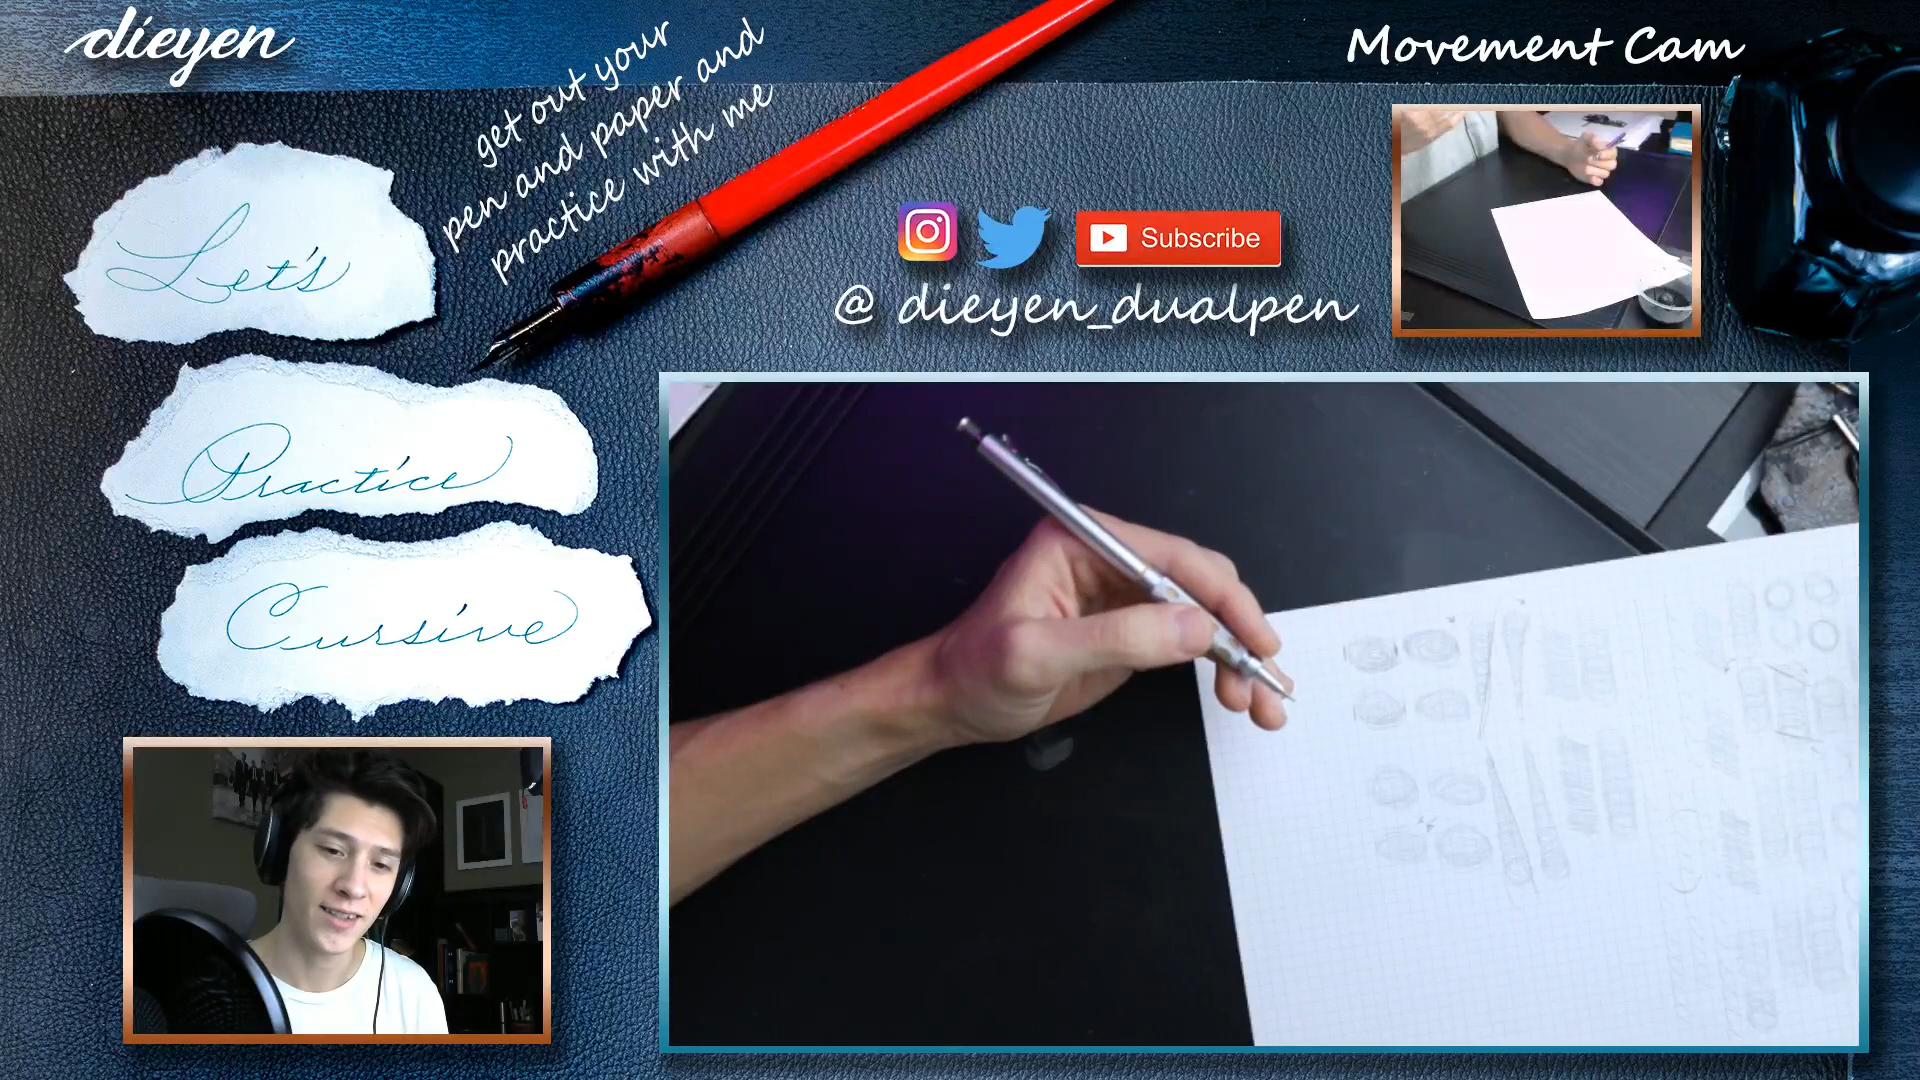 dieyen
get out your
pen and paper and
practice with me
Movement Cam
Let's
Practice
Cursive
Subscribe
@ dieyen_dualpen